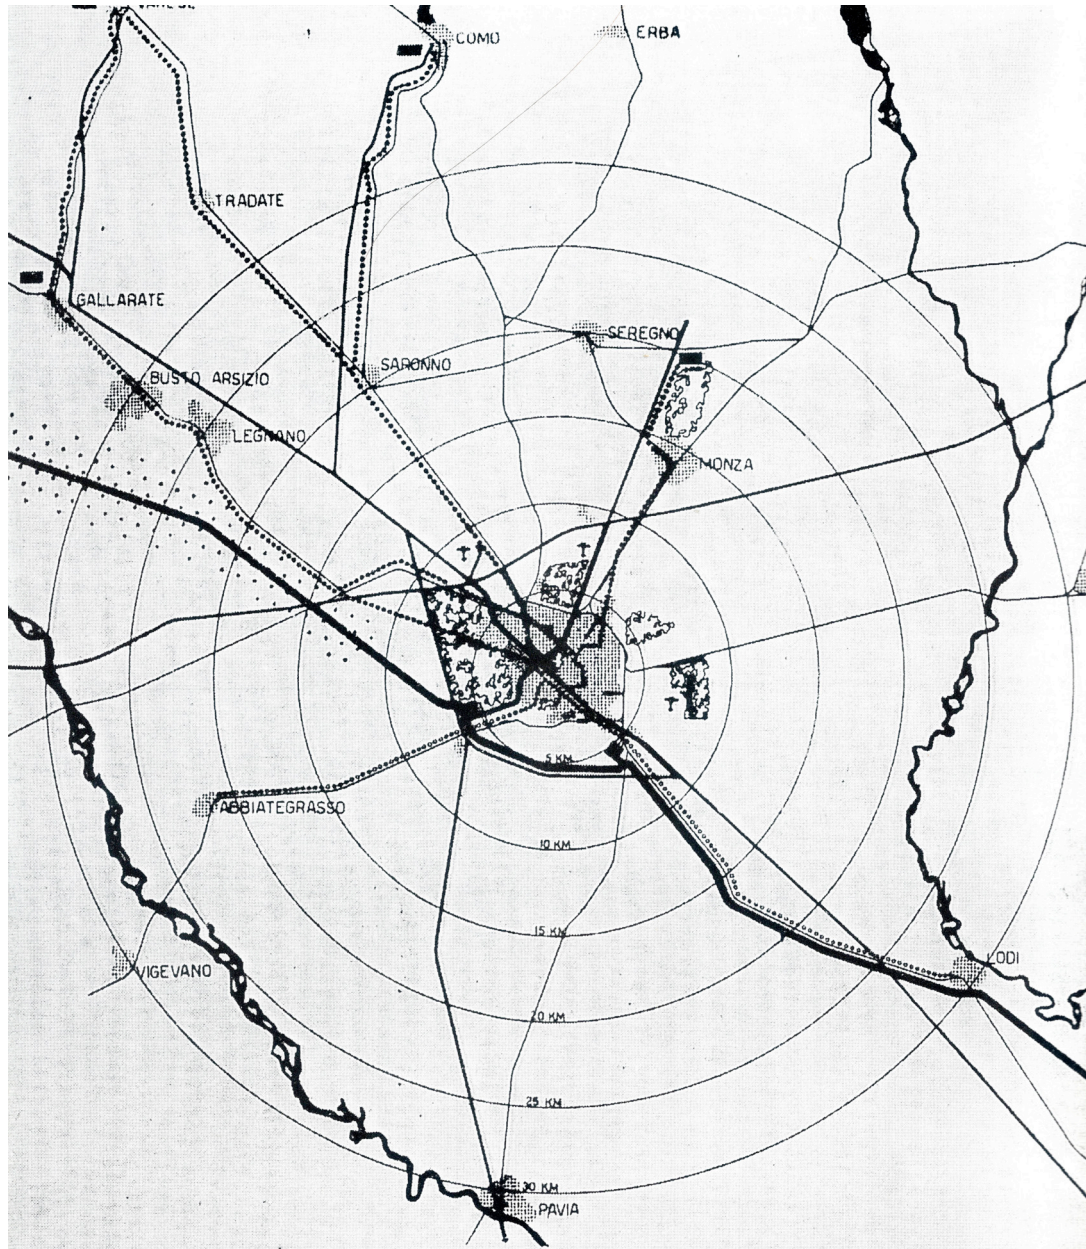 COMO
ERBA
TRADATE
GALLARATE
SEREGNO
SARONNO
BUSTO ARSIZIO
LEGNANO
MONZA
5 KM
ABBIATEGRASSO
10 KM
15 KM
LODI
VIGEVANO
20 KM
25 KM
30 KM
PAVIA